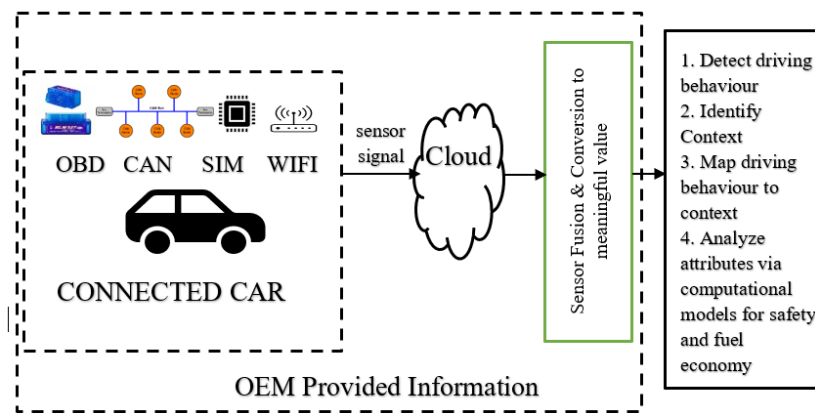 OBD CAN SIM WIFI
CONNECTED CAR
sensor
signal
Cloud
Sensor Fusion & Conversion to
meaningful value
OEM Provided Information
1. Detect driving
behaviour
2. Identify
Context
3. Map driving
behaviour to
context
4. Analyze
attributes via
computational
models for safety
and fuel
economy